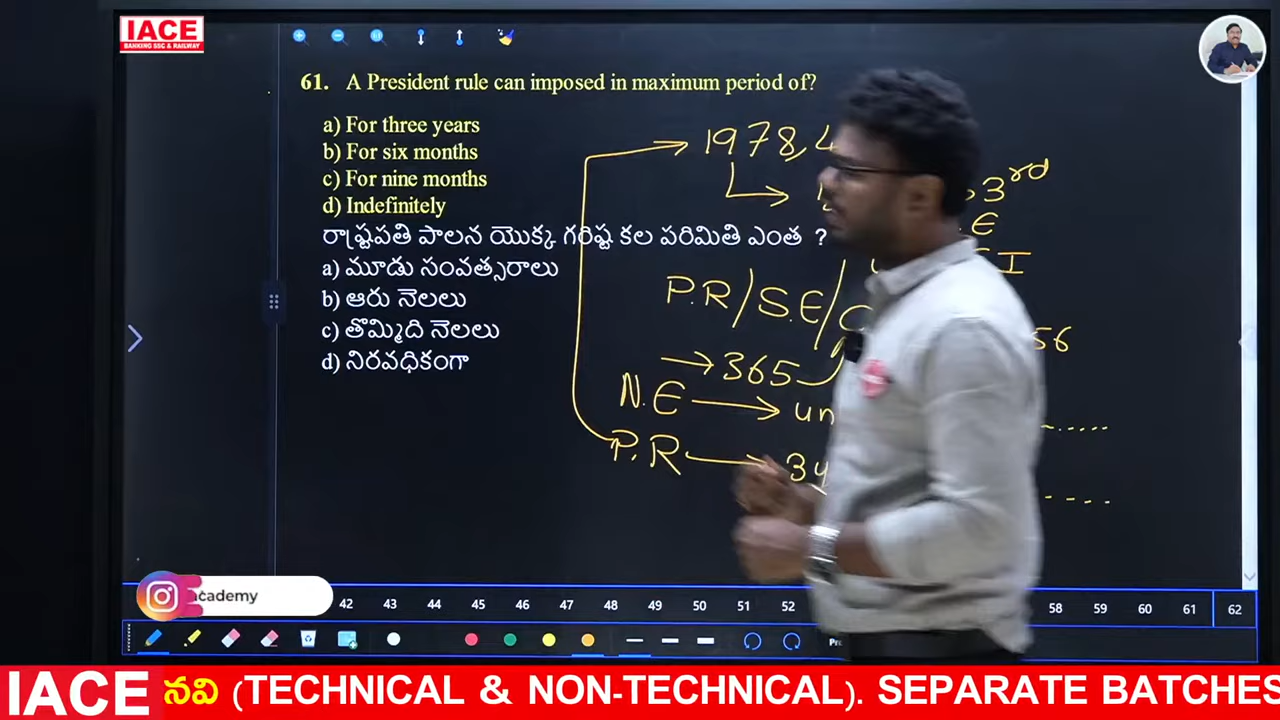 IACE
BANKING SSC & RAILWAY
61. A President rule can imposed in maximum period of?
a) For three years
b) For six months
c) For nine months
d) Indefinitely
రాష్ట్రపతి పాలన యొక్క గరిష్ట కల పరిమితి ఎంత ?
a) మూడు సంవత్సరాలు
b) ఆరు నెలలు
c) తొమ్మిది నెలలు
d) నిరవధికంగా
1978,4
3rd
.E
I
P.R/S.E/
56
→ 365
N.E → un
P.R → 3y
academy
42 43 44 45 46 47 48 49 50 51 52 58 59 60 61 62
IACE నవి (TECHNICAL & NON-TECHNICAL). SEPARATE BATCHES